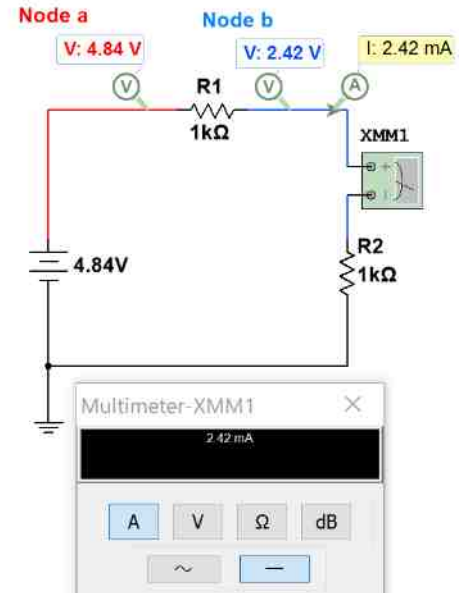 Node a
Node b
V: 4.84 V
V: 2.42 V
I: 2.42 mA
V
V
A
R1
1kΩ
XMM1
+
R2
1kΩ
4.84V
Multimeter-XMM1
2.42 mA
A V Ω dB
~ —